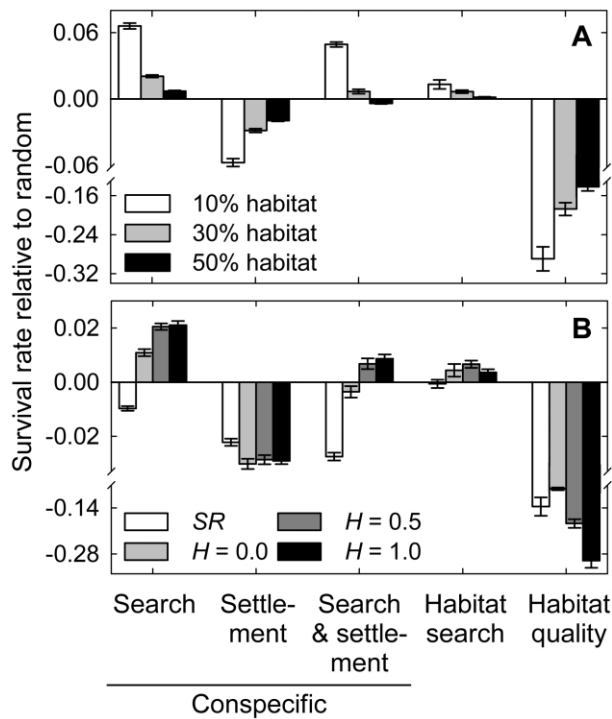 Survival rate relative to random
0.06
0.00
-0.06
-0.16
-0.24
-0.32
A
10% habitat
30% habitat
50% habitat
0.02
0.00
-0.02
-0.14
-0.28
B
SR
H = 0.0
H = 0.5
H = 1.0
Search
Settle-
ment
Search
& settle-
ment
Habitat
search
Habitat
quality
Conspecific